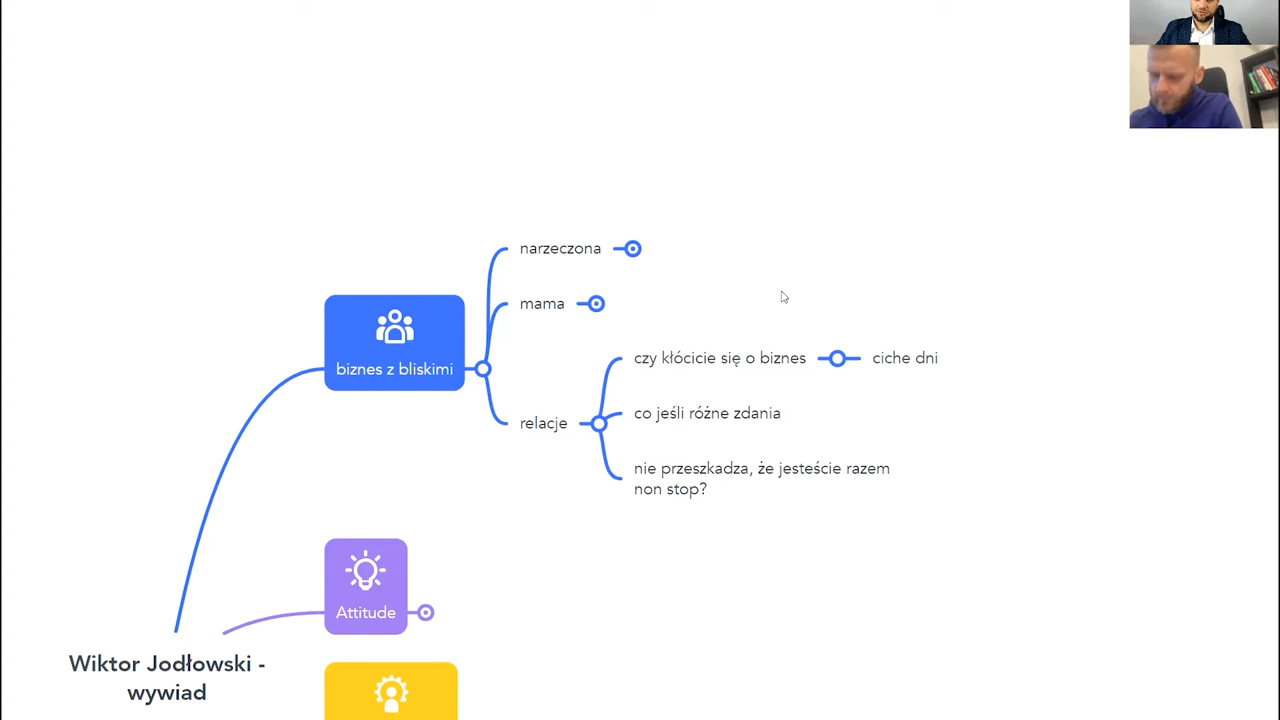 narzeczona
mama
czy kłócicie się o biznes
ciche dni
biznes z bliskimi
co jeśli różne zdania
relacje
nie przeszkadza, że jesteście razem
non stop?
Attitude
Wiktor Jodłowski -
wywiad